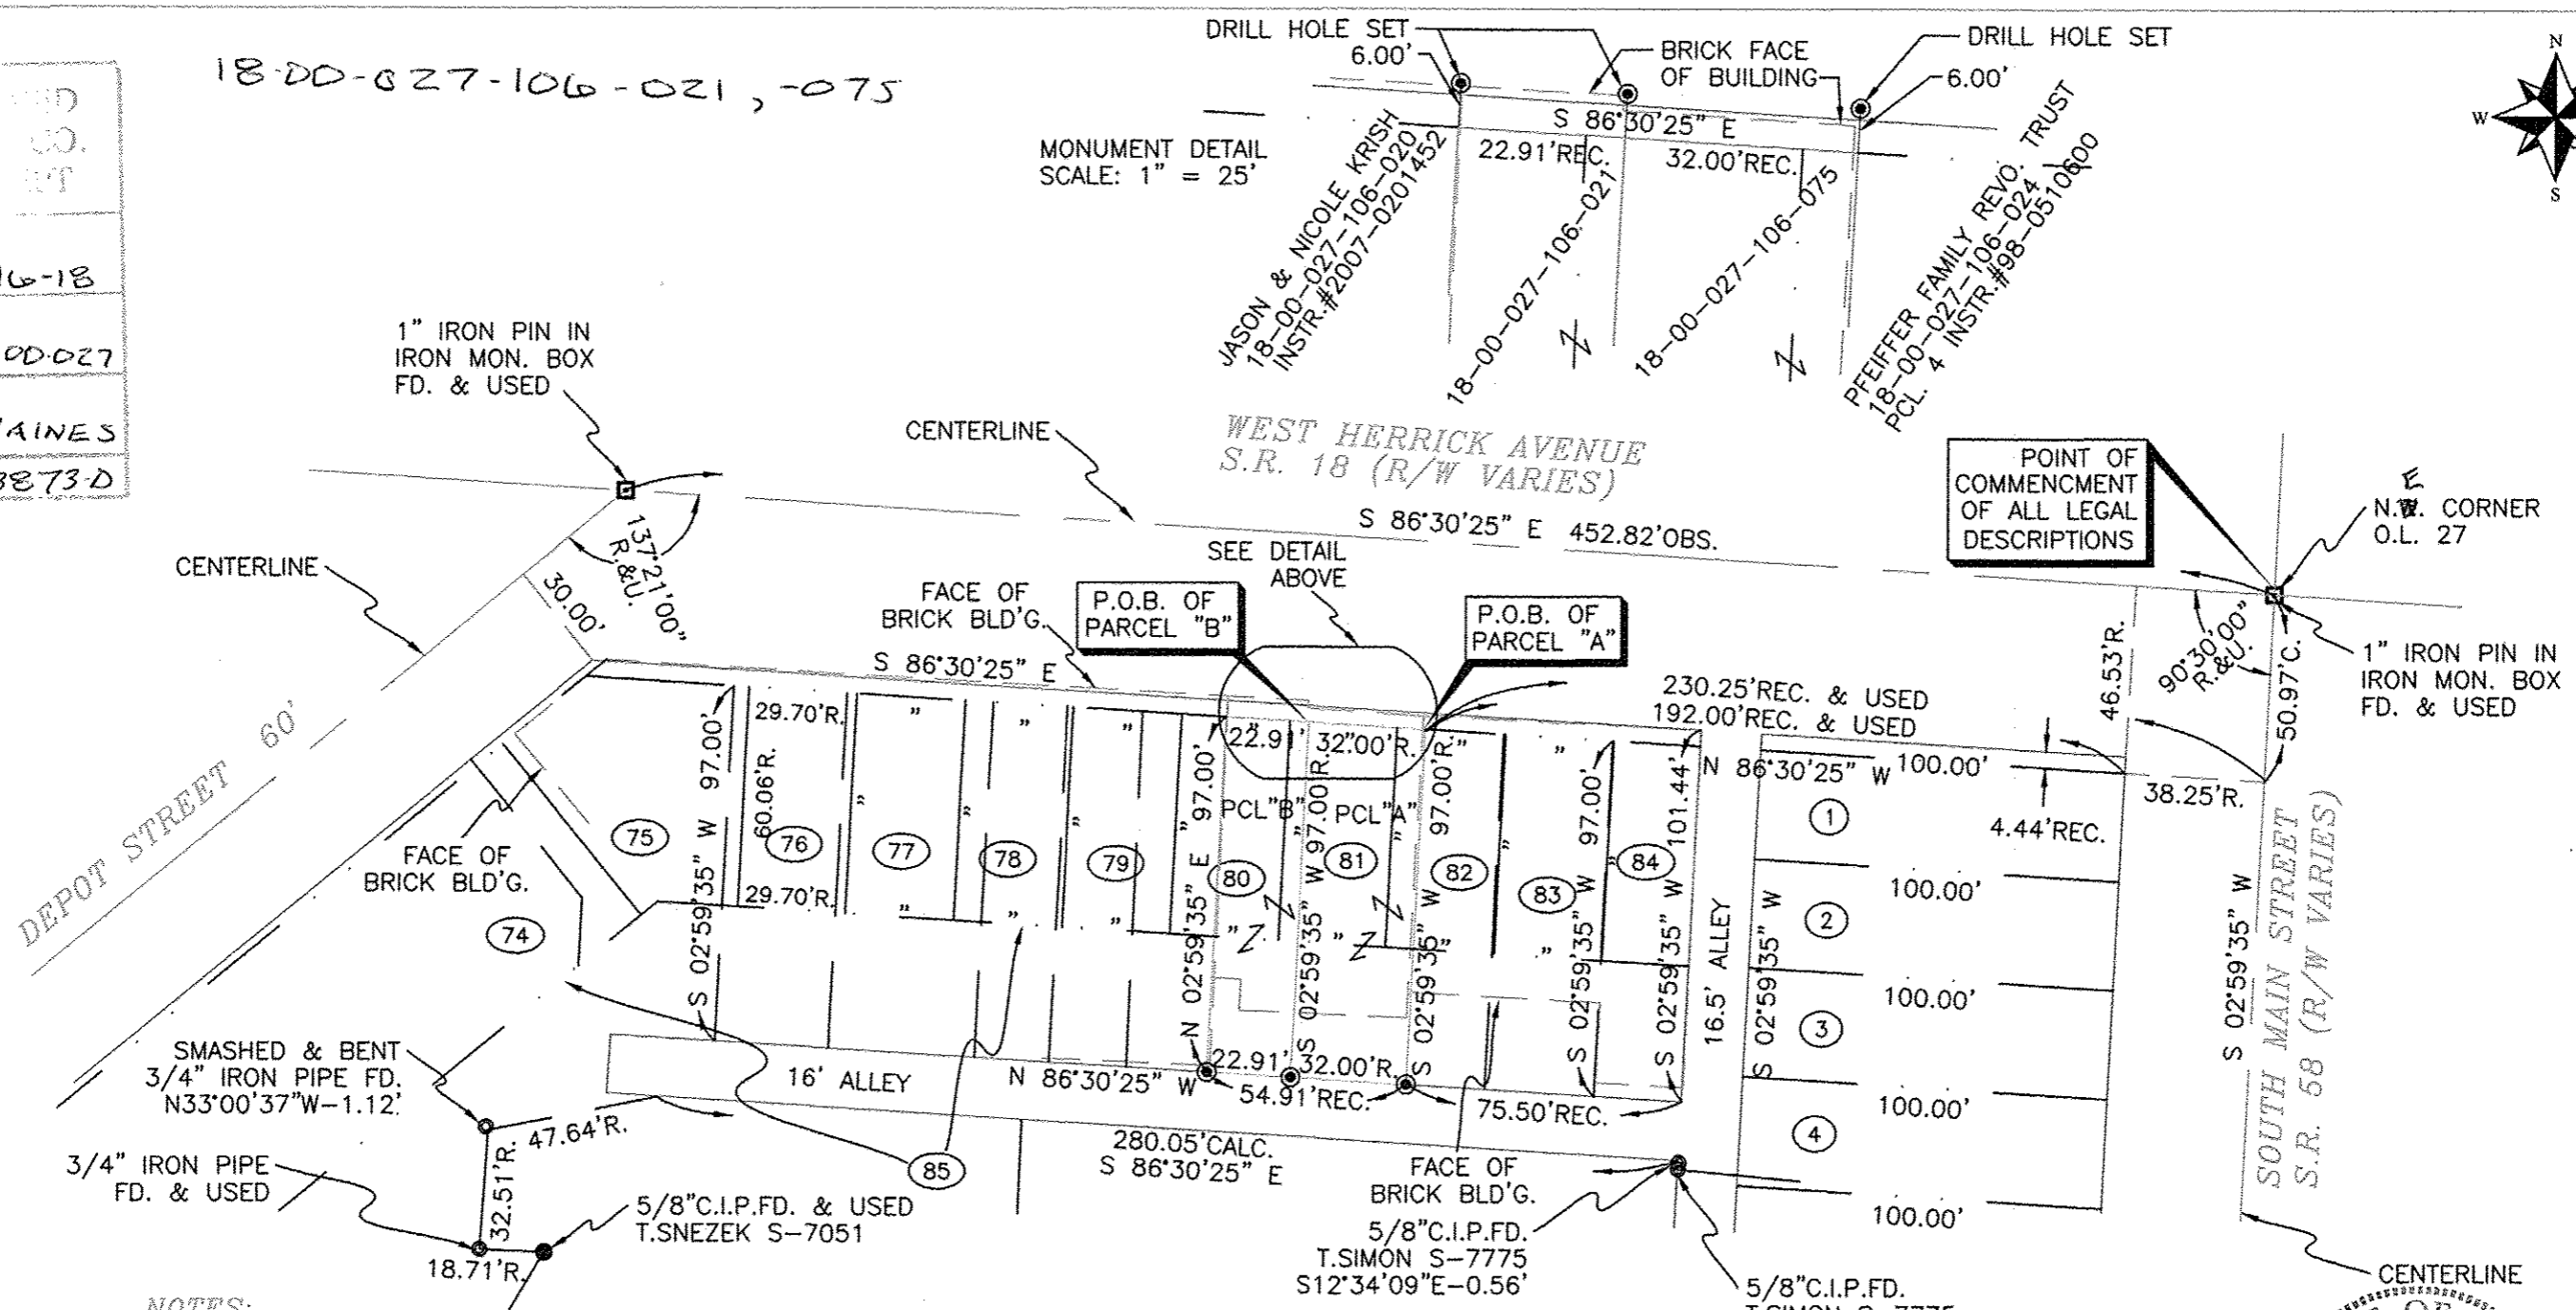 18-00-027-106-021, -075
16-18
00-027
AINES
8873-D
DRILL HOLE SET
6.00'
BRICK FACE
OF BUILDING
DRILL HOLE SET
6.00'
N
W
S
MONUMENT DETAIL
SCALE: 1" = 25'
S 86°30'25" E
22.91'REC.
32.00'REC.
JASON & NICOLE KRISH
18-00-027-106-020
INSTR.#2007-0201452
18-00-027-106-021
18-00-027-106-075
PFEIFFER FAMILY REVO. TRUST
18-00-027-106-024
PCL. 4 INSTR.#98-0510600
Z
Z
1" IRON PIN IN
IRON MON. BOX
FD. & USED
CENTERLINE
WEST HERRICK AVENUE
S.R. 18 (R/W VARIES)
S 86°30'25" E 452.82'OBS.
POINT OF
COMMENCMENT
OF ALL LEGAL
DESCRIPTIONS
E
N.W. CORNER
O.L. 27
137°21'00"
R.&U.
CENTERLINE
30.00'
SEE DETAIL
ABOVE
FACE OF
BRICK BLD'G.
P.O.B. OF
PARCEL "B"
P.O.B. OF
PARCEL "A"
S 86°30'25" E
230.25'REC. & USED
192.00'REC. & USED
46.53'R.
90°30'00"
R.&U.
50.97'C.
1" IRON PIN IN
IRON MON. BOX
FD. & USED
DEPOT STREET 60'
29.70'R.
"
"
"
22.91'
32.00'R.
"
"
N 86°30'25" W
100.00'
38.25'R.
4.44'REC.
S 02°59'35" W 97.00'
60.06'R.
29.70'R.
N 02°59'35" E 97.00'
PCL"B"
S 02°59'35" W 97.00'R.
PCL"A"
S 02°59'35" W 97.00'R.
S 02°59'35" W 97.00'
S 02°59'35" W 101.44'
16.5' ALLEY
S 02°59'35" W
FACE OF
BRICK BLD'G.
74
75
76
77
78
79
80
81
82
83
84
1
100.00'
2
100.00'
3
100.00'
4
100.00'
S 02°59'35" W
SOUTH MAIN STREET
S.R. 58 (R/W VARIES)
Z
Z
Z
Z
16' ALLEY
N 86°30'25" W
22.91'
32.00'R.
54.91'REC.
75.50'REC.
280.05'CALC.
S 86°30'25" E
85
SMASHED & BENT
3/4" IRON PIPE FD.
N33°00'37"W-1.12'
47.64'R.
32.51'R.
3/4" IRON PIPE
FD. & USED
18.71'R.
5/8"C.I.P.FD. & USED
T.SNEZEK S-7051
FACE OF
BRICK BLD'G.
5/8"C.I.P.FD.
T.SIMON S-7775
S12°34'09"E-0.56'
5/8"C.I.P.FD.
T.SIMON S-7775
CENTERLINE
NOTES:
OF